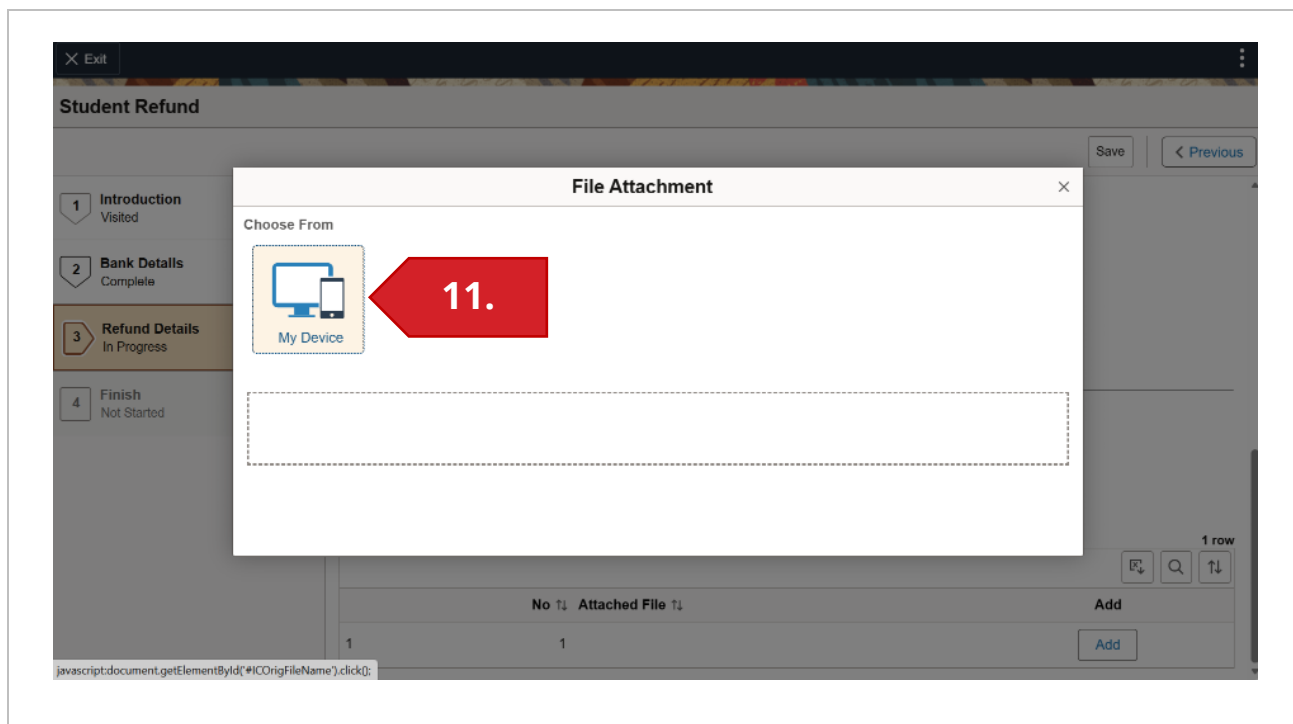 Exit
Student Refund
Save
Previous
1
Introduction
Visited
2
Bank Details
Complete
3
Refund Details
In Progress
4
Finish
Not Started
File Attachment
Choose From
My Device
11.
1 row
No Attached File Add
1 1 Add
javascript:document.getElementById('#ICOrigFileName').click();